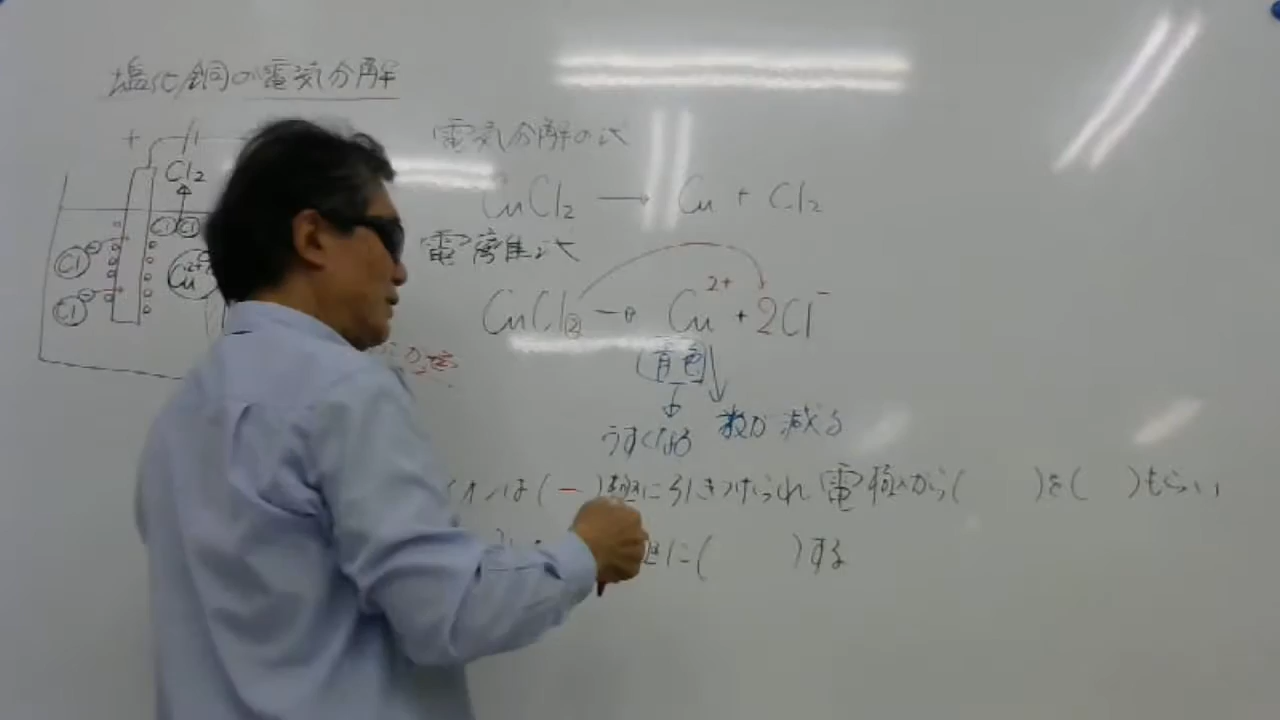 塩化銅の電気分解
+
Cl₂
Cl Cl
Cl⁻
Cu²⁺
Cl⁻
電気分解の式
CuCl₂ → Cu + Cl₂
電離式
CuCl₂ → Cu²⁺ + 2Cl⁻
青色
うすくなる 数が減る
イオンは(−)極に引きつけられ電極から( )を( )もらい
に( )する